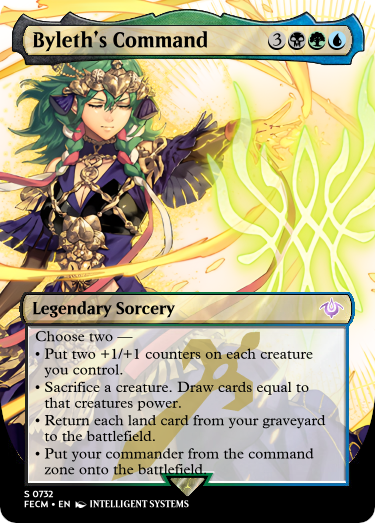 Byleth's Command 3
Legendary Sorcery
Choose two —
• Put two +1/+1 counters on each creature
you control.
• Sacrifice a creature. Draw cards equal to
that creatures power.
• Return each land card from your graveyard
to the battlefield.
• Put your commander from the command
zone onto the battlefield.
S 0732
FECM • EN INTELLIGENT SYSTEMS